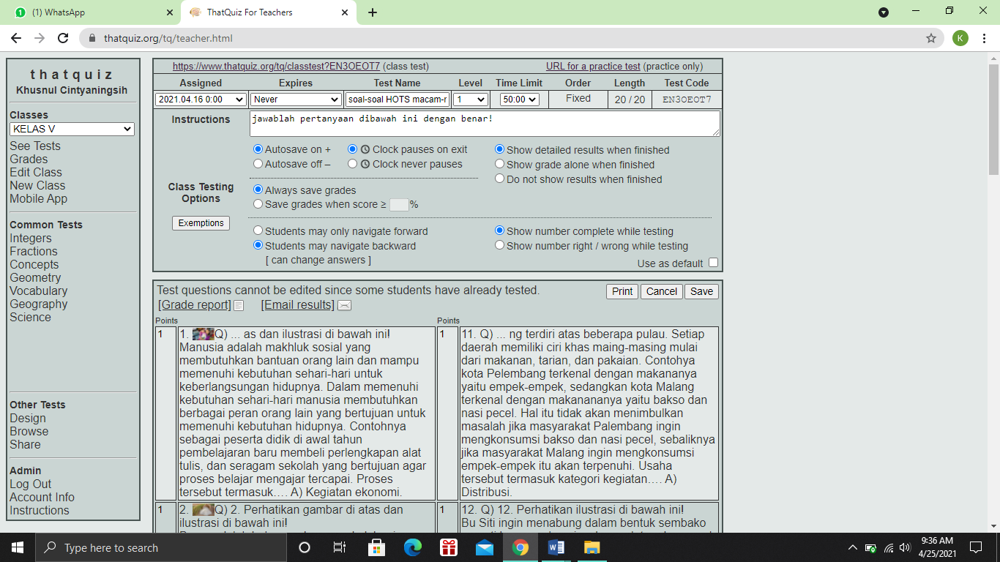 (1) WhatsApp
ThatQuiz For Teachers
thatquiz.org/tq/teacher.html
K
thatquiz
Khusnul Cintyaningsih
Classes
KELAS V
See Tests
Grades
Edit Class
New Class
Mobile App
Common Tests
Integers
Fractions
Concepts
Geometry
Vocabulary
Geography
Science
Other Tests
Design
Browse
Share
Admin
Log Out
Account Info
Instructions
https://www.thatquiz.org/tq/classtest?EN3OEOT7 (class test) URL for a practice test (practice only)
Assigned Expires Test Name Level Time Limit Order Length Test Code
2021.04.16 0:00 Never soal-soal HOTS macam-r 1 50:00 Fixed 20 / 20 EN3OEOT7
Instructions jawablah pertanyaan dibawah ini dengan benar!
Autosave on + Clock pauses on exit Show detailed results when finished
Autosave off – Clock never pauses Show grade alone when finished
Do not show results when finished
Class Testing Options
Always save grades
Save grades when score ≥ %
Exemptions
Students may only navigate forward Show number complete while testing
Students may navigate backward Show number right / wrong while testing
[ can change answers ]
Use as default
Test questions cannot be edited since some students have already tested. Print Cancel Save
[Grade report] [Email results]
Points Points
1 1. Q) ... as dan ilustrasi di bawah ini!
Manusia adalah makhluk sosial yang
membutuhkan bantuan orang lain dan mampu
memenuhi kebutuhan sehari-hari untuk
keberlangsungan hidupnya. Dalam memenuhi
kebutuhan sehari-hari manusia membutuhkan
berbagai peran orang lain yang bertujuan untuk
memenuhi kebutuhan hidupnya. Contohnya
sebagai peserta didik di awal tahun
pembelajaran baru membeli perlengkapan alat
tulis, dan seragam sekolah yang bertujuan agar
proses belajar mengajar tercapai. Proses
tersebut termasuk.... A) Kegiatan ekonomi.
1 2. Q) 2. Perhatikan gambar di atas dan
ilustrasi di bawah ini!
1 11. Q) ... ng terdiri atas beberapa pulau. Setiap
daerah memiliki ciri khas maing-masing mulai
dari makanan, tarian, dan pakaian. Contohya
kota Pelembang terkenal dengan makananya
yaitu empek-empek, sedangkan kota Malang
terkenal dengan makanananya yaitu bakso dan
nasi pecel. Hal itu tidak akan menimbulkan
masalah jika masyarakat Palembang ingin
mengkonsumsi bakso dan nasi pecel, sebaliknya
jika masyarakat Malang ingin mengkonsumsi
empek-empek itu akan terpenuhi. Usaha
tersebut termasuk kategori kegiatan.... A)
Distribusi.
1 12. Q) 12. Perhatikan ilustrasi di bawah ini!
Bu Siti ingin menabung dalam bentuk sembako
Type here to search
9:36 AM
4/25/2021